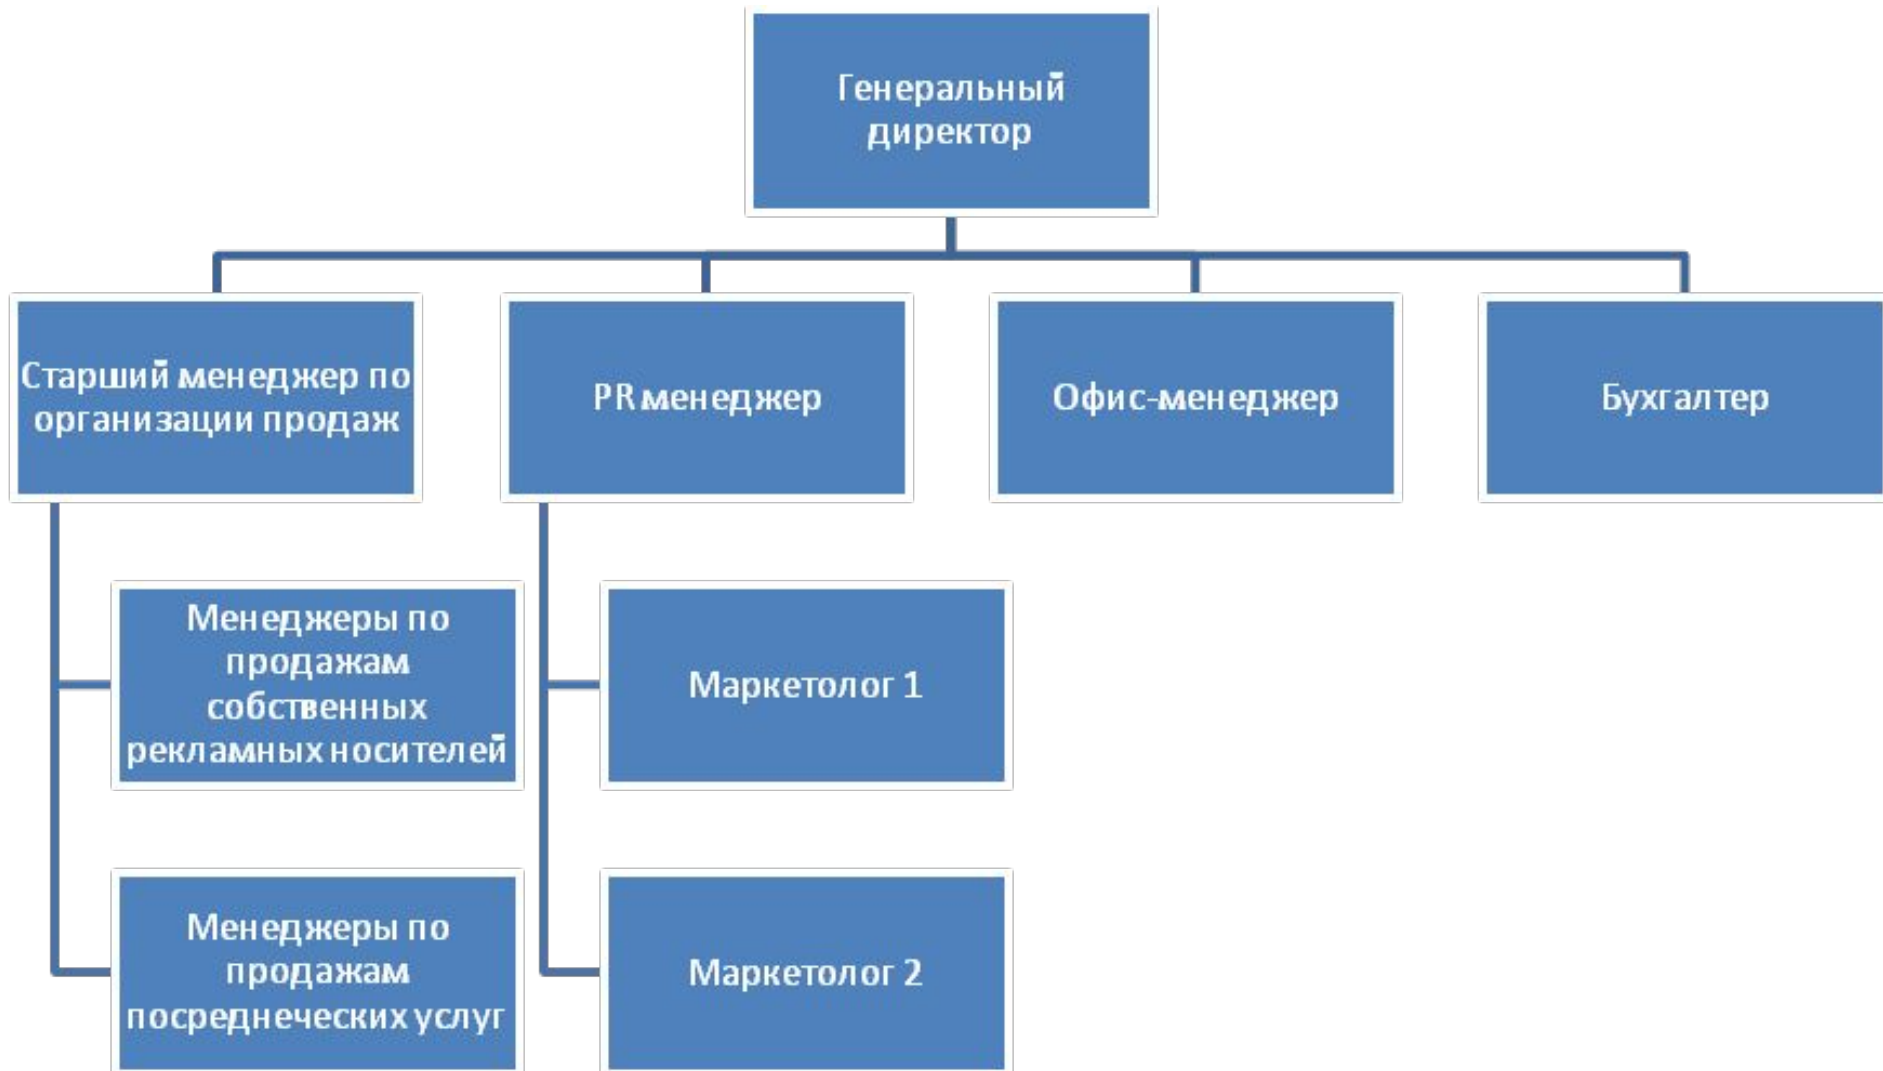 Генеральный
директор
Старший менеджер по
организации продаж
PR менеджер
Офис-менеджер
Бухгалтер
Менеджеры по
продажам
собственных
рекламных носителей
Маркетолог 1
Менеджеры по
продажам
посреднеческих услуг
Маркетолог 2